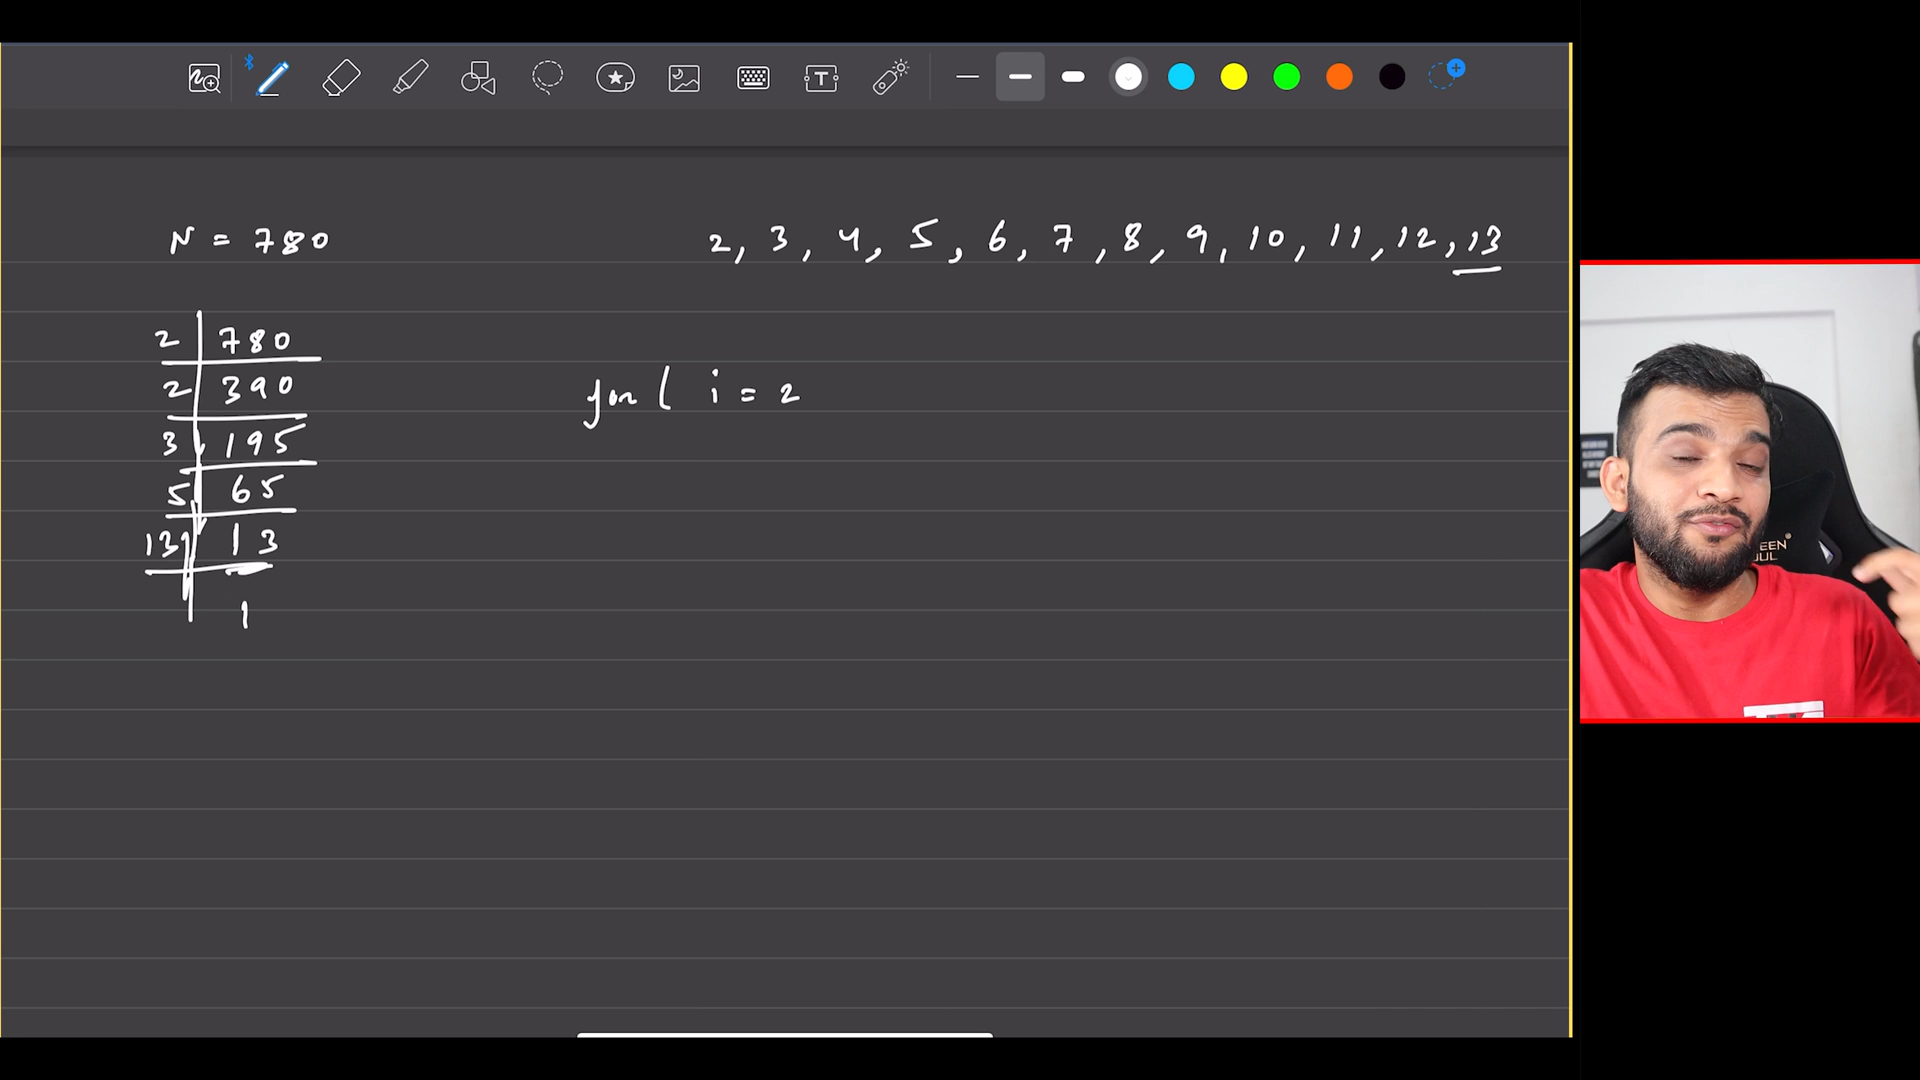 N = 780
2, 3, 4, 5, 6, 7, 8, 9, 10, 11, 12, 13
2 780
2 390
3 195
5 65
13 13
1
for ( i = 2
T